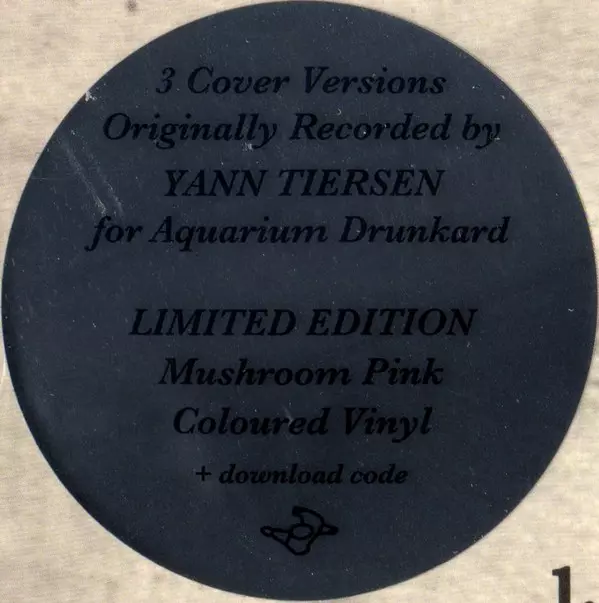 3 Cover Versions
Originally Recorded by
YANN TIERSEN
for Aquarium Drunkard
LIMITED EDITION
Mushroom Pink
Coloured Vinyl
+ download code